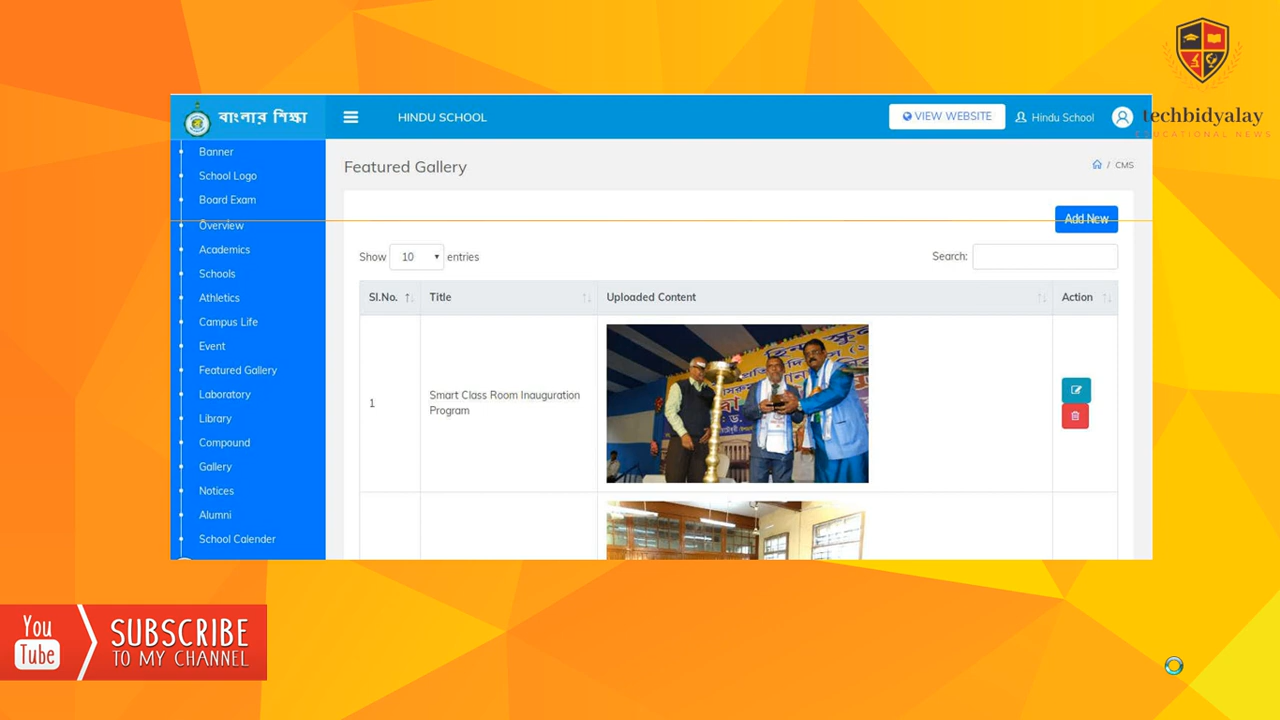 বাংলার শিক্ষা
HINDU SCHOOL
VIEW WEBSITE
Hindu School
techbidyalay
EDUCATIONAL NEWS
Banner
School Logo
Board Exam
Overview
Academics
Schools
Athletics
Campus Life
Event
Featured Gallery
Laboratory
Library
Compound
Gallery
Notices
Alumni
School Calender
Featured Gallery
/ CMS
Add New
Show 10 entries
Search:
Sl.No. Title Uploaded Content Action
1
Smart Class Room Inauguration
Program
You
Tube
SUBSCRIBE
TO MY CHANNEL